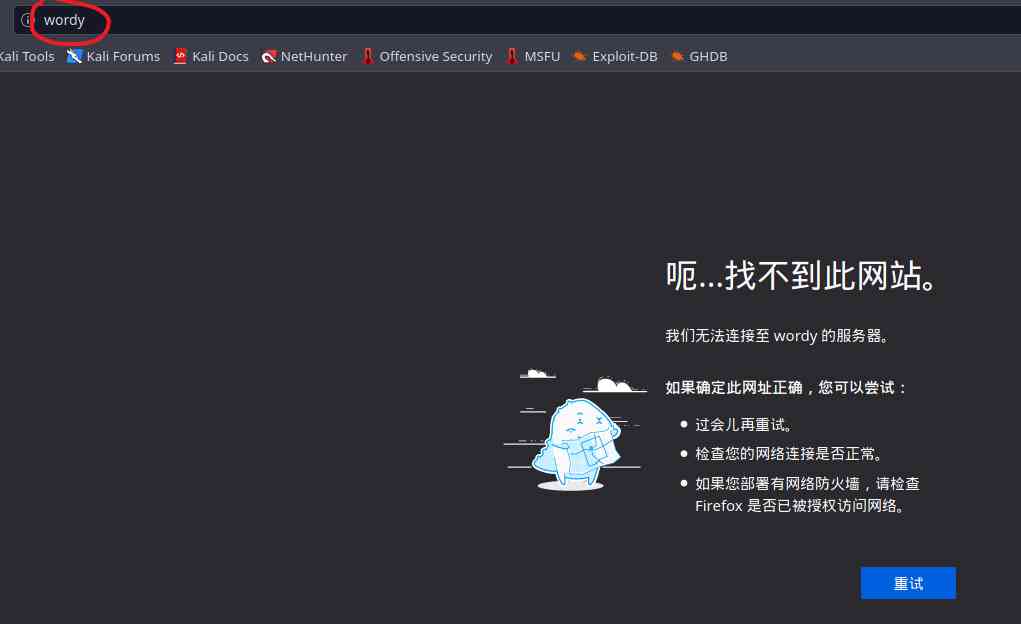 wordy
Kali Tools Kali Forums Kali Docs NetHunter Offensive Security MSFU Exploit-DB GHDB
呃...找不到此网站。
我们无法连接至 wordy 的服务器。
如果确定此网址正确，您可以尝试：
过会儿再重试。
检查您的网络连接是否正常。
如果您部署有网络防火墙，请检查
Firefox 是否已被授权访问网络。
重试